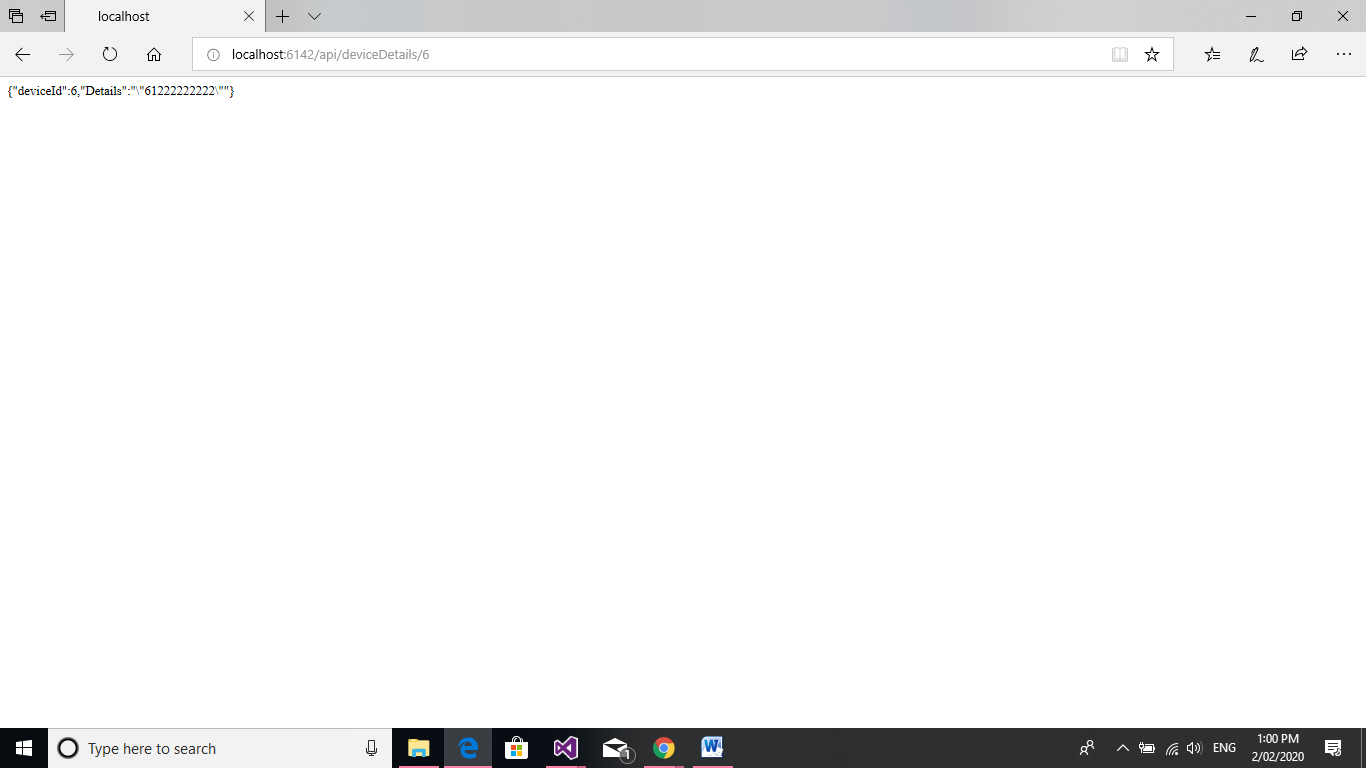 localhost
localhost:6142/api/deviceDetails/6
{"deviceId":6,"Details":"\"61222222222\""}
Type here to search
1
W
ENG
1:00 PM
2/02/2020